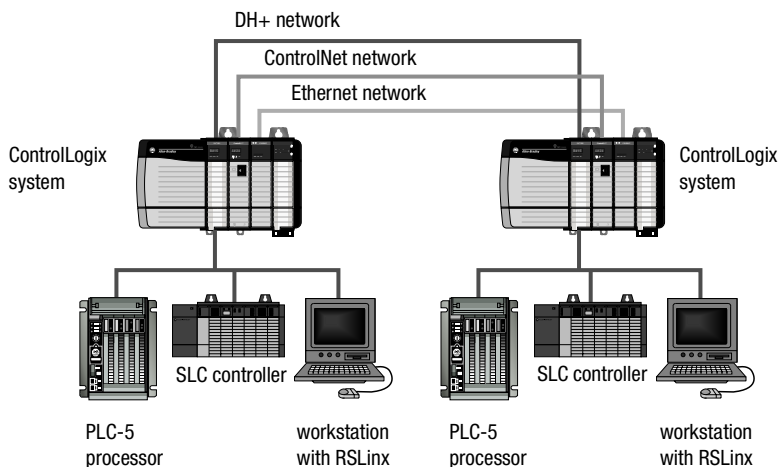 DH+ network
ControlNet network
Ethernet network
ControlLogix
system
ControlLogix
system
SLC controller
SLC controller
PLC-5
processor
workstation
with RSLinx
PLC-5
processor
workstation
with RSLinx